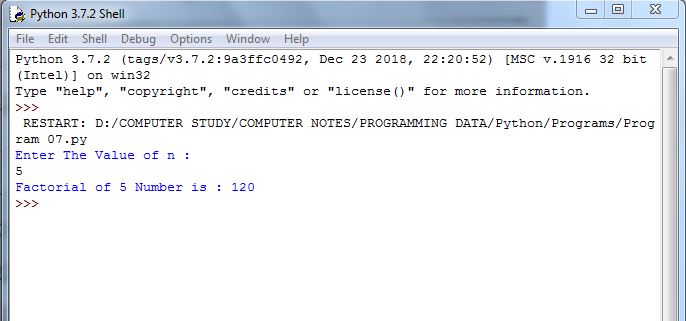 Python 3.7.2 Shell
File Edit Shell Debug Options Window Help
Python 3.7.2 (tags/v3.7.2:9a3ffc0492, Dec 23 2018, 22:20:52) [MSC v.1916 32 bit
(Intel)] on win32
Type "help", "copyright", "credits" or "license()" for more information.
>>>
RESTART: D:/COMPUTER STUDY/COMPUTER NOTES/PROGRAMMING DATA/Python/Programs/Prog
ram 07.py
Enter The Value of n :
5
Factorial of 5 Number is : 120
>>>